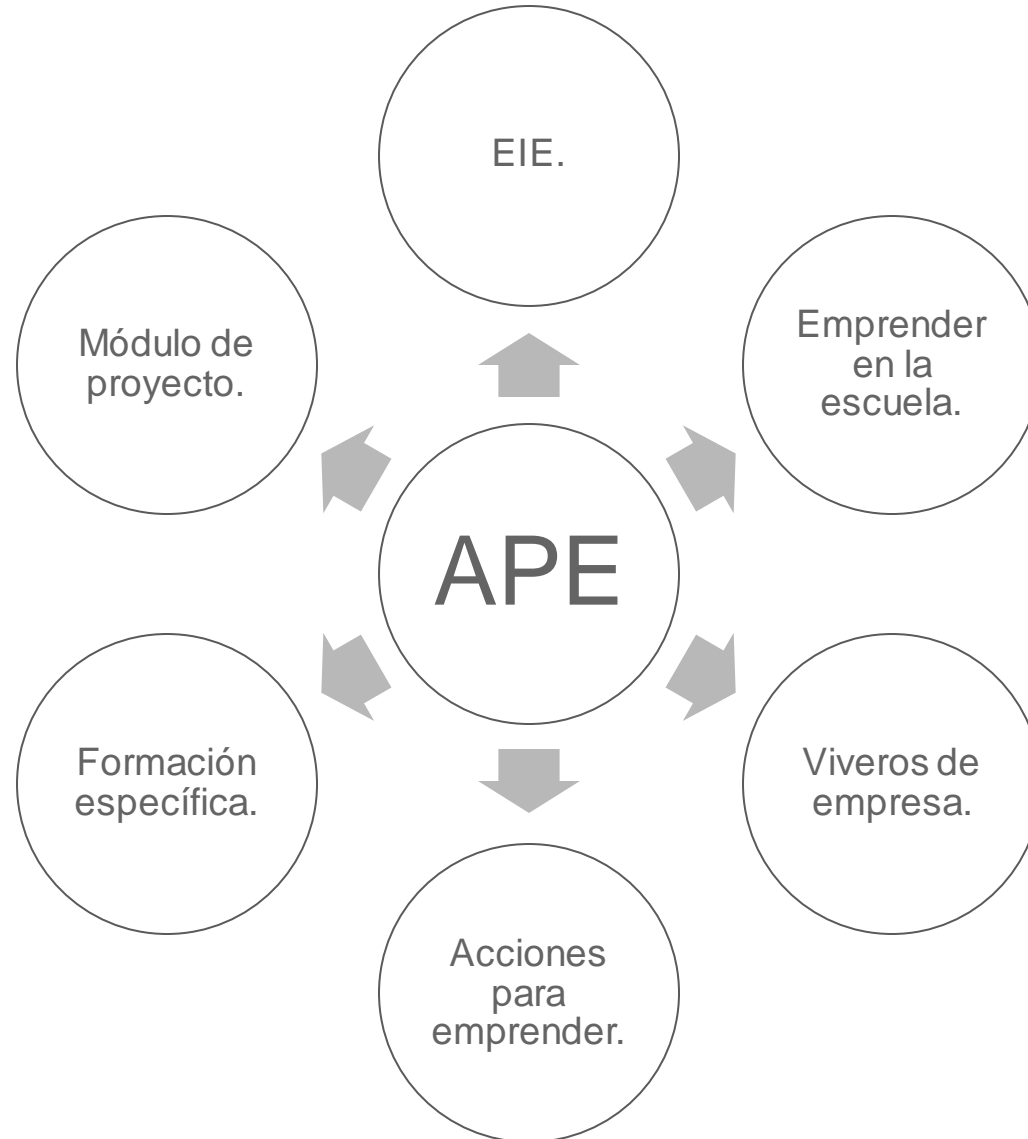 EIE.
Emprender
en la
escuela.
Módulo de
proyecto.
APE
Formación
específica.
Viveros de
empresa.
Acciones
para
emprender.